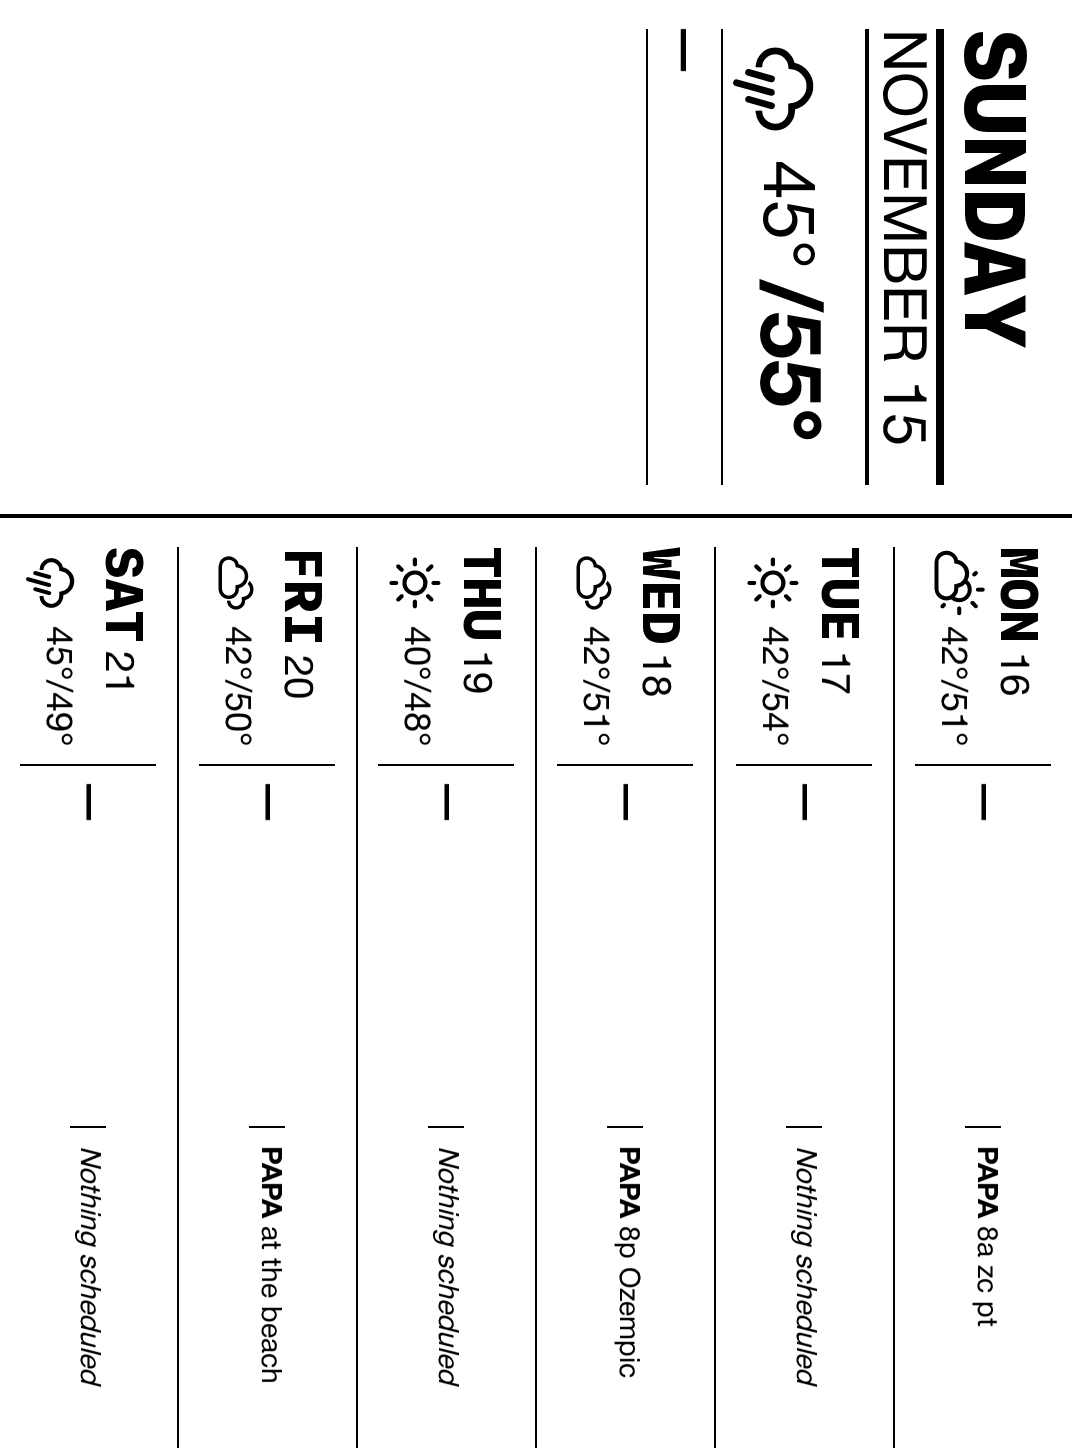 SUNDAY
NOVEMBER 15
45°/55°
—
MON 16
42°/51°
—
PAPA 8a zc pt
TUE 17
42°/54°
—
Nothing scheduled
WED 18
42°/51°
—
PAPA 8p Ozempic
THU 19
40°/48°
—
Nothing scheduled
FRI 20
42°/50°
—
PAPA at the beach
SAT 21
45°/49°
—
Nothing scheduled